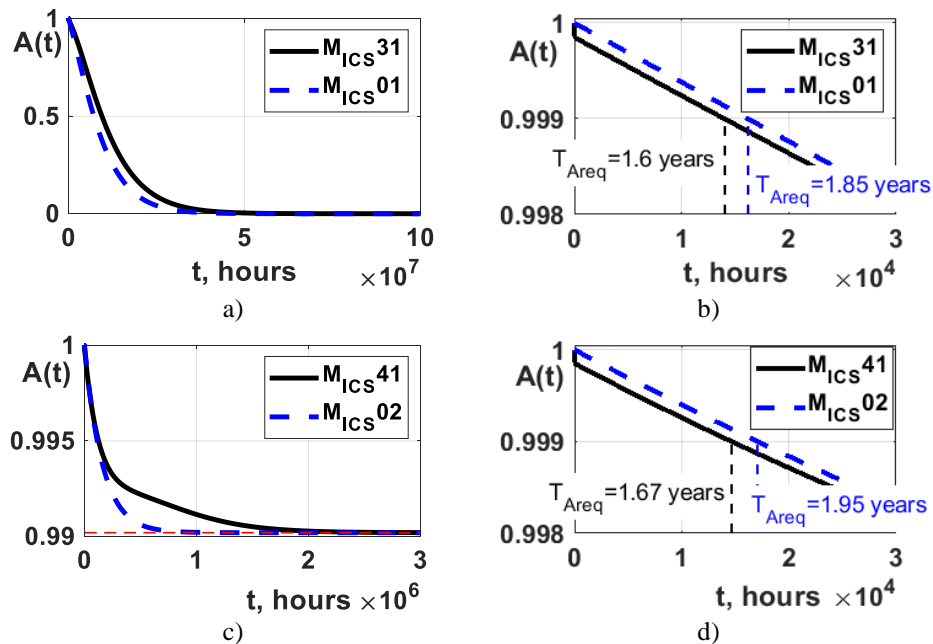 1
A(t)
0.5
0
M_ICS31
M_ICS01
0
5
10
t, hours
×10^7
a)
1
A(t)
0.999
0.998
M_ICS31
M_ICS01
T_Areq=1.6 years
T_Areq=1.85 years
0
1
2
3
t, hours
×10^4
b)
1
A(t)
0.995
0.99
M_ICS41
M_ICS02
0
1
2
3
t, hours ×10^6
c)
1
A(t)
0.999
0.998
M_ICS41
M_ICS02
T_Areq=1.67 years
T_Areq=1.95 years
0
1
2
3
t, hours ×10^4
d)